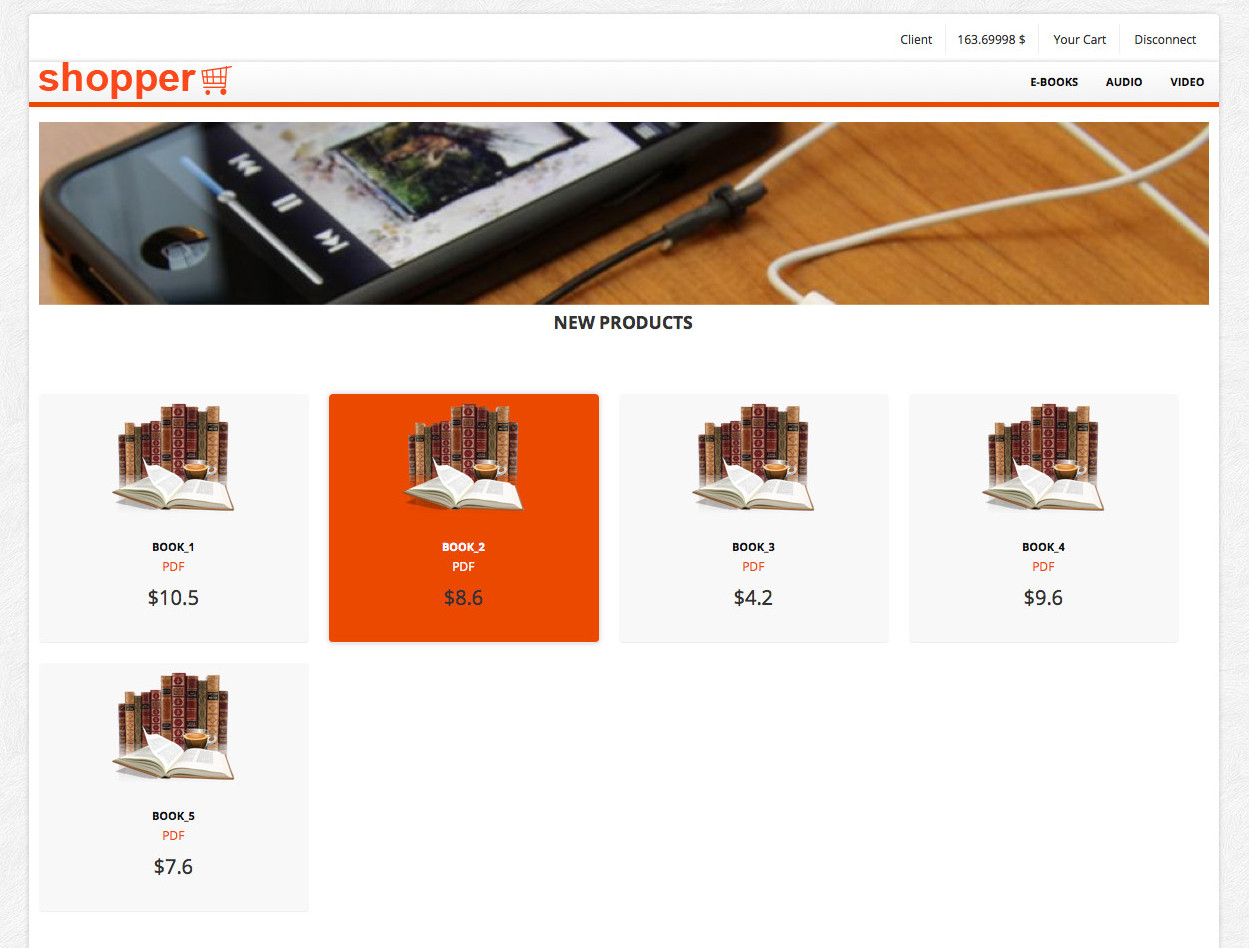 Client 163.69998 $ Your Cart Disconnect
shopper
E-BOOKS AUDIO VIDEO
NEW PRODUCTS
BOOK_1
PDF
$10.5
BOOK_2
PDF
$8.6
BOOK_3
PDF
$4.2
BOOK_4
PDF
$9.6
BOOK_5
PDF
$7.6